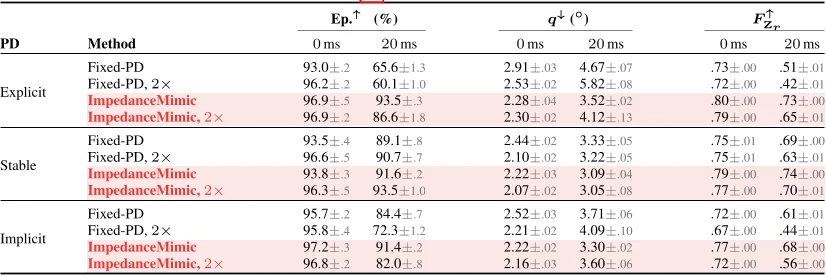 Ep.↑ (%) q↓ (°) F↑Zr
PD Method 0 ms 20 ms 0 ms 20 ms 0 ms 20 ms
Explicit
Fixed-PD 93.0±.2 65.6±1.3 2.91±.03 4.67±.07 .73±.00 .51±.01
Fixed-PD, 2× 96.2±.2 60.1±1.0 2.53±.02 5.82±.08 .72±.00 .42±.01
ImpedanceMimic 96.9±.5 93.5±.3 2.28±.04 3.52±.02 .80±.00 .73±.00
ImpedanceMimic, 2× 96.9±.2 86.6±1.8 2.30±.02 4.12±.13 .79±.00 .65±.01
Stable
Fixed-PD 93.5±.4 89.1±.8 2.44±.02 3.33±.05 .75±.01 .69±.00
Fixed-PD, 2× 96.6±.5 90.7±.7 2.10±.02 3.22±.05 .75±.01 .63±.01
ImpedanceMimic 93.8±.3 91.6±.2 2.22±.03 3.09±.04 .79±.00 .74±.00
ImpedanceMimic, 2× 96.3±.5 93.5±1.0 2.07±.02 3.05±.08 .77±.00 .70±.01
Implicit
Fixed-PD 95.7±.2 84.4±.7 2.52±.03 3.71±.06 .72±.00 .61±.01
Fixed-PD, 2× 95.8±.4 72.3±1.2 2.21±.02 4.09±.10 .67±.00 .44±.01
ImpedanceMimic 97.2±.3 91.4±.2 2.22±.02 3.30±.02 .77±.00 .68±.00
ImpedanceMimic, 2× 96.8±.2 82.0±.8 2.16±.03 3.60±.06 .72±.00 .56±.00